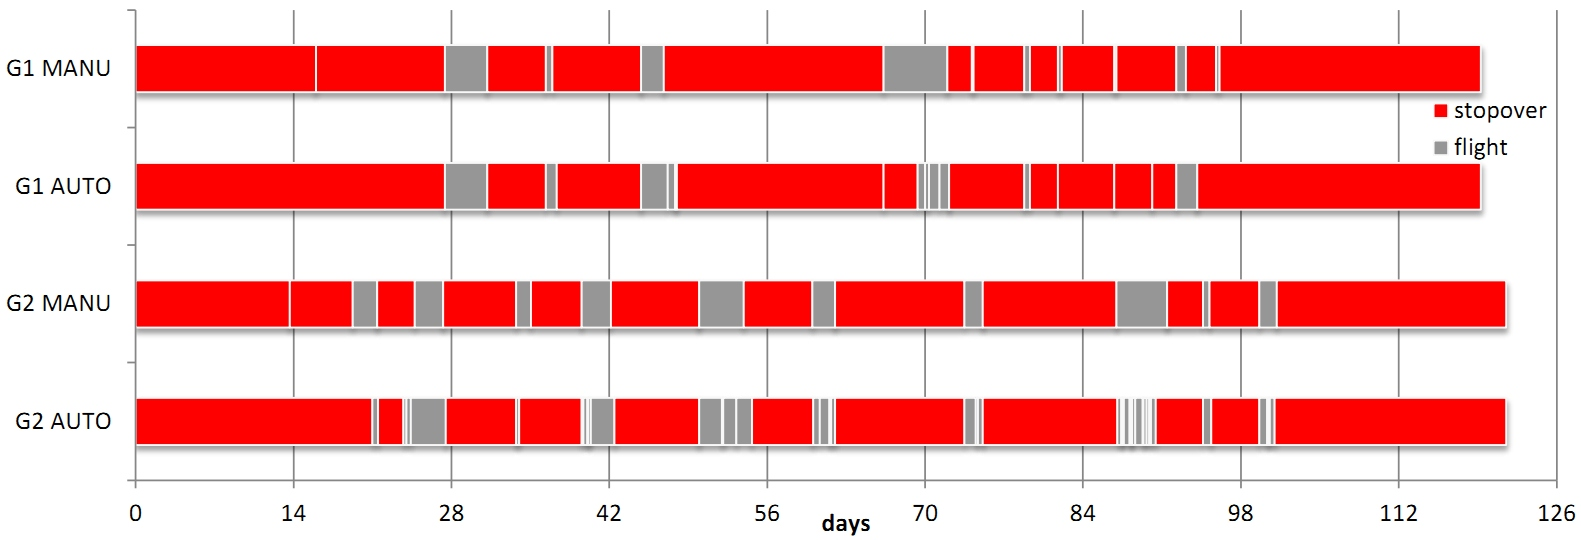 G1 MANU
G1 AUTO
G2 MANU
G2 AUTO
stopover
flight
0 14 28 42 56 70 84 98 112 126
days